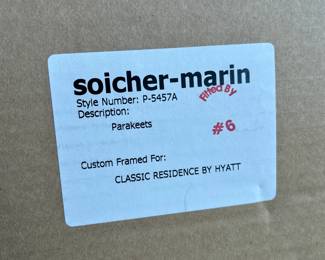 soicher-marin
Style Number: P-5457A
Fitted BY
Description:
Parakeets
#6
Custom Framed For:
CLASSIC RESIDENCE BY HYATT